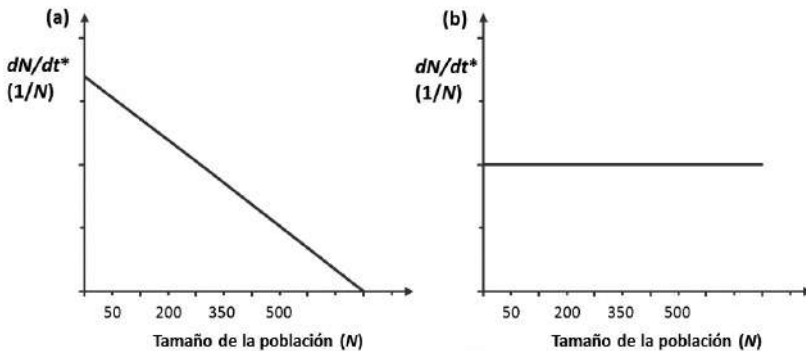 (a)
dN/dt*
(1/N)
50 200 350 500
Tamaño de la población (N)
(b)
dN/dt*
(1/N)
50 200 350 500
Tamaño de la población (N)